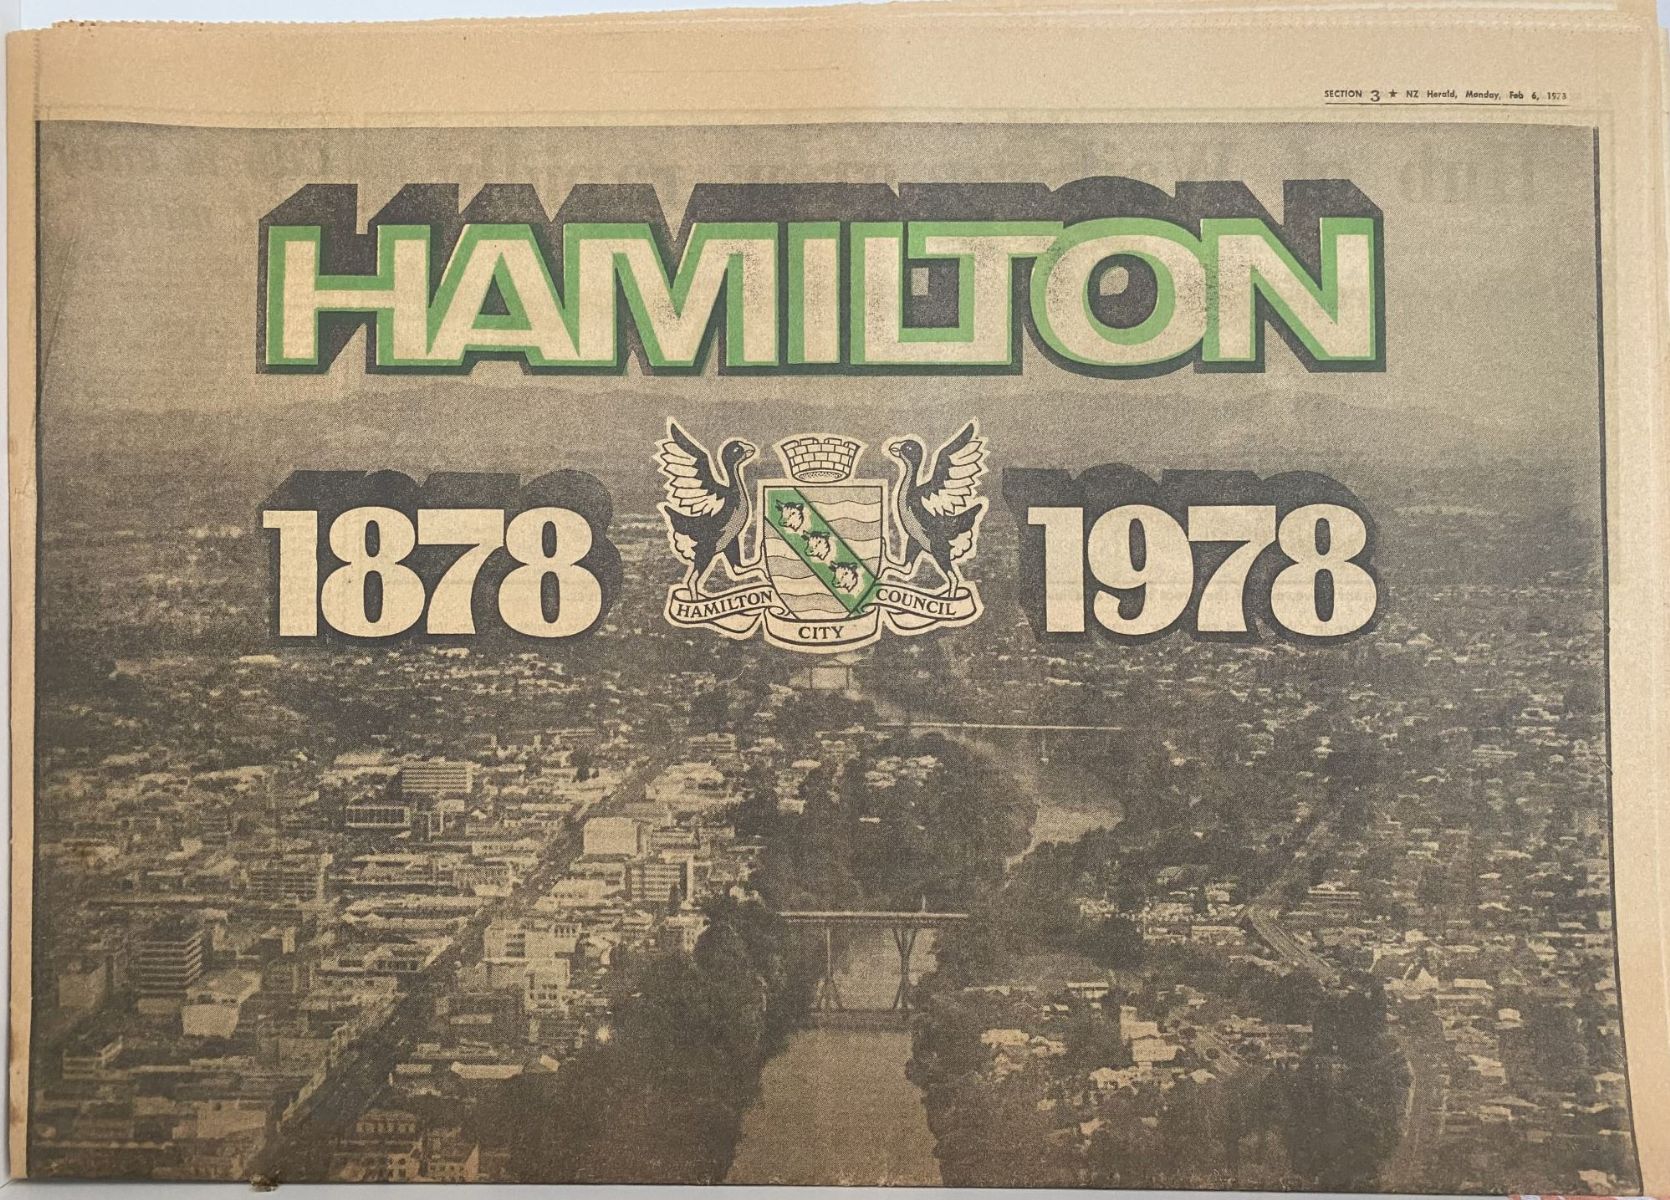 SECTION 3 ★ NZ Herald, Monday, Feb 6, 1978
HAMILTON
1878 1978
HAMILTON CITY COUNCIL